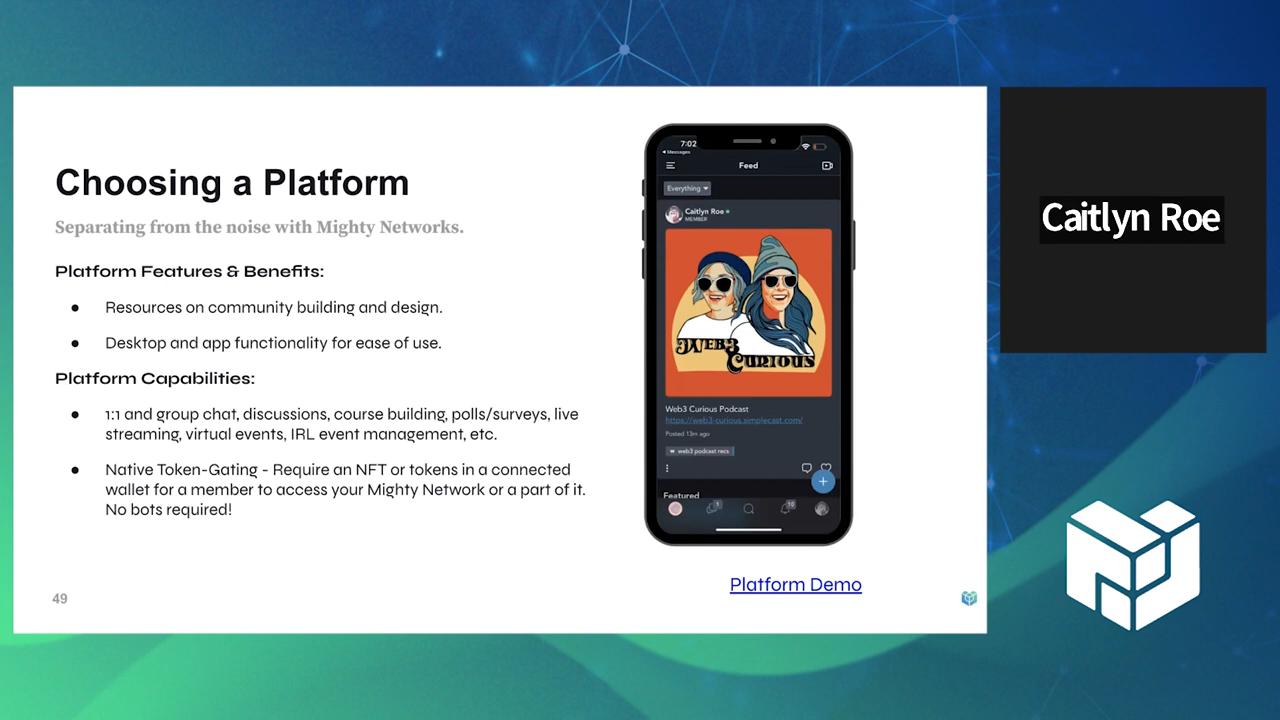 Choosing a Platform
Separating from the noise with Mighty Networks.
Platform Features & Benefits:
● Resources on community building and design.
● Desktop and app functionality for ease of use.
Platform Capabilities:
● 1:1 and group chat, discussions, course building, polls/surveys, live
streaming, virtual events, IRL event management, etc.
● Native Token-Gating - Require an NFT or tokens in a connected
wallet for a member to access your Mighty Network or a part of it.
No bots required!
49
7:02
Messages
Feed
Everything
Caitlyn Roe
MEMBER
WEB3
CURIOUS
Web3 Curious Podcast
https://web3-curious.simplecast.com/
Posted 13m ago
web3 podcast recs
+
Featured
1
10
Platform Demo
Caitlyn Roe